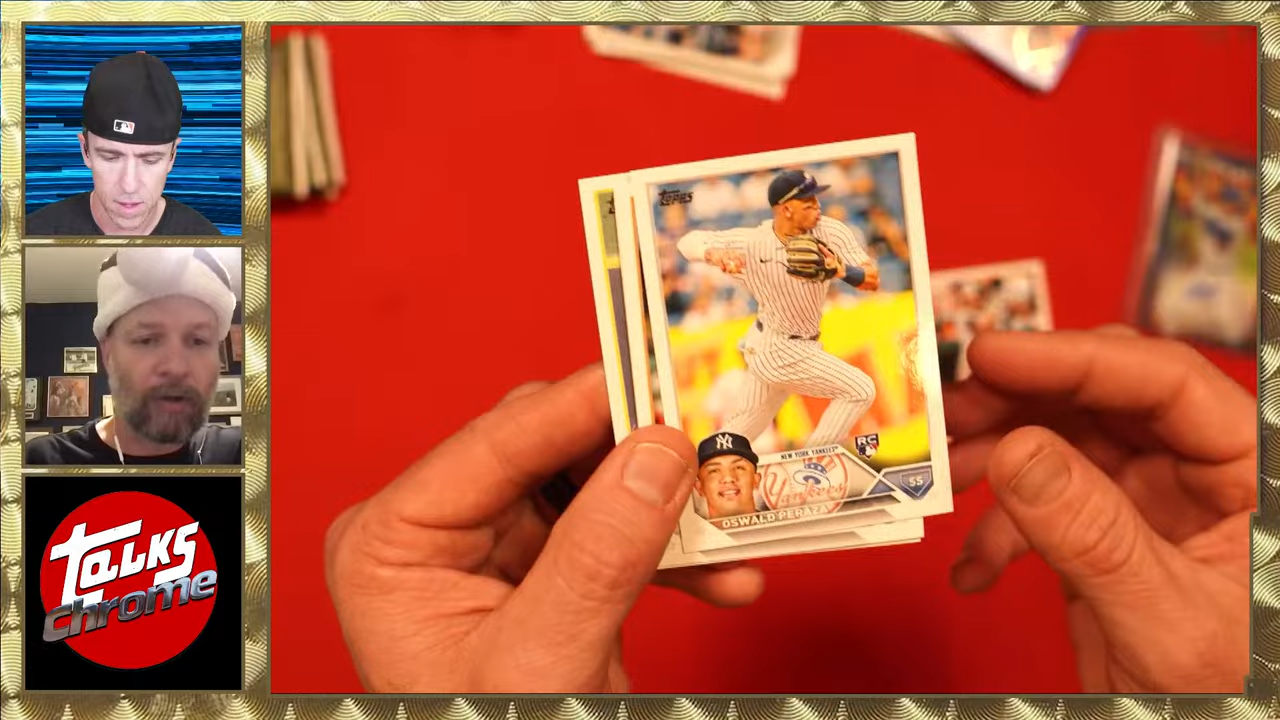 TALKS
Chrome
TOPPS
RC
NEW YORK YANKEES
Yankees
55
OSWALD PERAZA